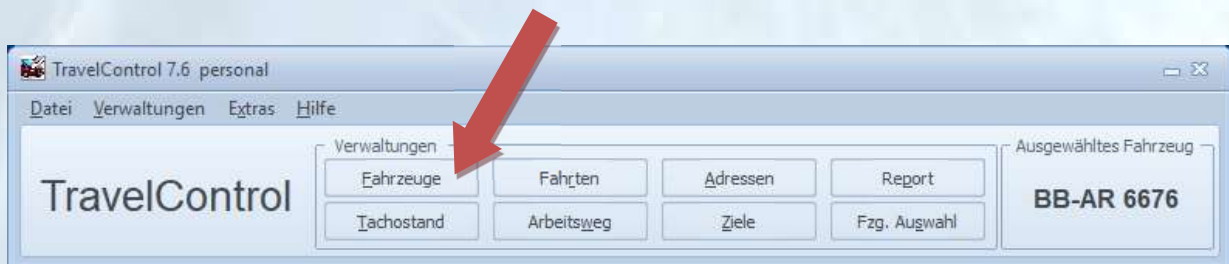 TravelControl 7.6 personal
Datei Verwaltungen Extras Hilfe
TravelControl
Verwaltungen
Fahrzeuge Fahrten Adressen Report
Tachostand Arbeitsweg Ziele Fzg. Auswahl
Ausgewähltes Fahrzeug
BB-AR 6676